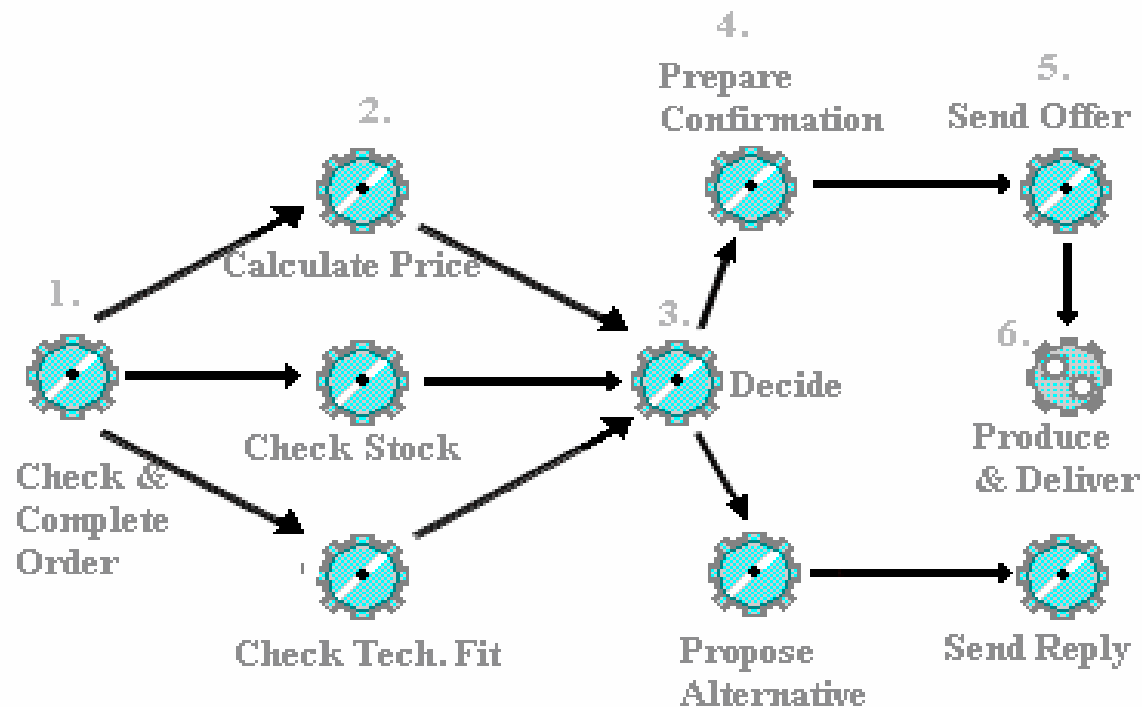 4.
Prepare
Confirmation
5.
Send Offer
2.
Calculate Price
1.
Check &
Complete
Order
Check Stock
3.
Decide
6.
Produce
& Deliver
Check Tech. Fit
Propose
Alternative
Send Reply